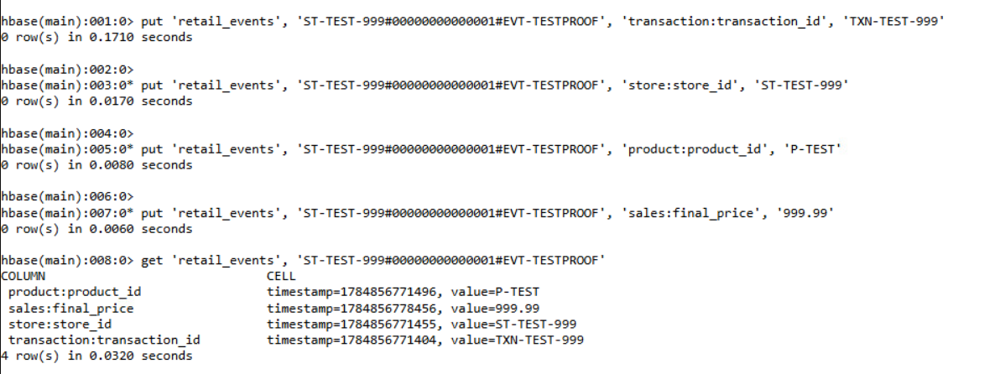 hbase(main):001:0> put 'retail_events', 'ST-TEST-999#00000000000001#EVT-TESTPROOF', 'transaction:transaction_id', 'TXN-TEST-999'
0 row(s) in 0.1710 seconds
hbase(main):002:0>
hbase(main):003:0* put 'retail_events', 'ST-TEST-999#00000000000001#EVT-TESTPROOF', 'store:store_id', 'ST-TEST-999'
0 row(s) in 0.0170 seconds
hbase(main):004:0>
hbase(main):005:0* put 'retail_events', 'ST-TEST-999#00000000000001#EVT-TESTPROOF', 'product:product_id', 'P-TEST'
0 row(s) in 0.0080 seconds
hbase(main):006:0>
hbase(main):007:0* put 'retail_events', 'ST-TEST-999#00000000000001#EVT-TESTPROOF', 'sales:final_price', '999.99'
0 row(s) in 0.0060 seconds
hbase(main):008:0> get 'retail_events', 'ST-TEST-999#00000000000001#EVT-TESTPROOF'
COLUMN CELL
product:product_id timestamp=1784856771496, value=P-TEST
sales:final_price timestamp=1784856778456, value=999.99
store:store_id timestamp=1784856771455, value=ST-TEST-999
transaction:transaction_id timestamp=1784856771404, value=TXN-TEST-999
4 row(s) in 0.0320 seconds